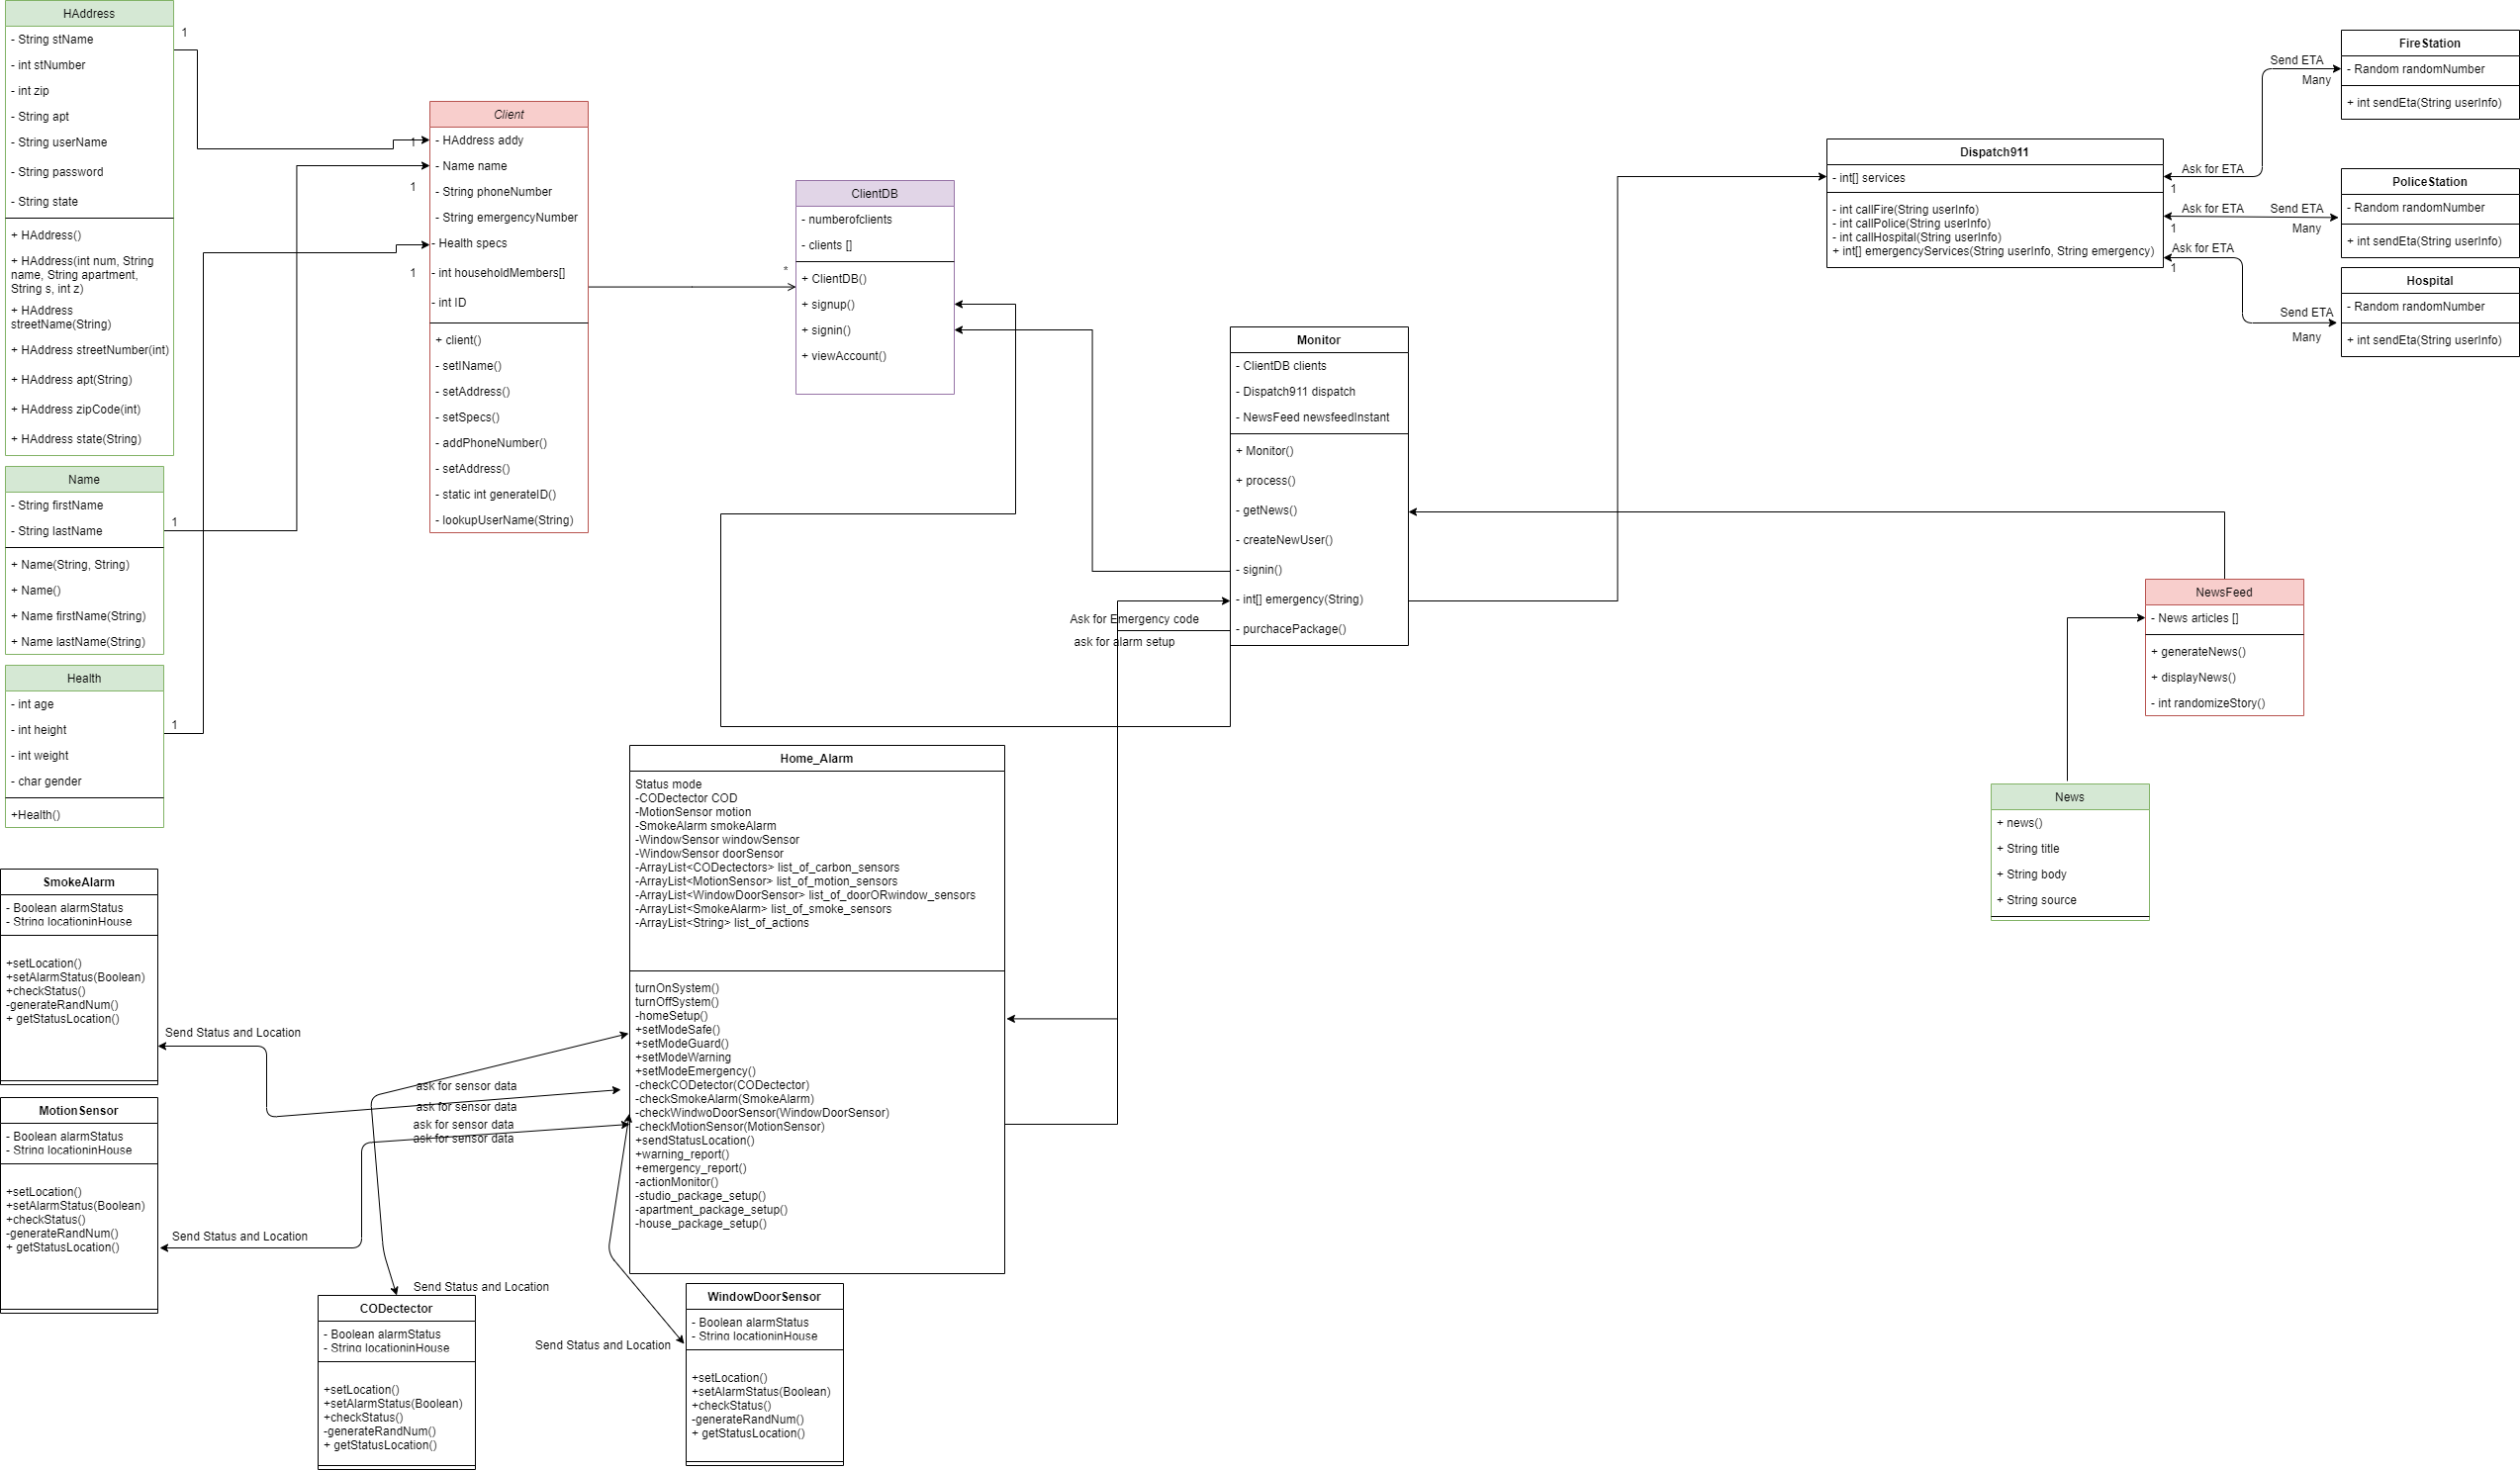 HAddress
- String stName
- int stNumber
- int zip
- String apt
- String userName
- String password
- String state
+ HAddress()
+ HAddress(int num, String
name, String apartment,
String s, int z)
+ HAddress
streetName(String)
+ HAddress streetNumber(int)
+ HAddress apt(String)
+ HAddress zipCode(int)
+ HAddress state(String)
1
Name
- String firstName
- String lastName
+ Name(String, String)
+ Name()
+ Name firstName(String)
+ Name lastName(String)
1
Health
- int age
- int height
- int weight
- char gender
+Health()
1
Client
- HAddress addy
- Name name
- String phoneNumber
- String emergencyNumber
- Health specs
- int householdMembers[]
- int ID
+ client()
- setIName()
- setAddress()
- setSpecs()
- addPhoneNumber()
- setAddress()
- static int generateID()
- lookupUserName(String)
1
1
1
*
ClientDB
- numberofclients
- clients []
+ ClientDB()
+ signup()
+ signin()
+ viewAccount()
Monitor
- ClientDB clients
- Dispatch911 dispatch
- NewsFeed newsfeedInstant
+ Monitor()
+ process()
- getNews()
- createNewUser()
- signin()
- int[] emergency(String)
- purchacePackage()
Ask for Emergency code
ask for alarm setup
Dispatch911
- int[] services
- int callFire(String userInfo)
- int callPolice(String userInfo)
- int callHospital(String userInfo)
+ int[] emergencyServices(String userInfo, String emergency)
Send ETA
Many
Ask for ETA
1
Ask for ETA
Send ETA
1
Many
Ask for ETA
1
Send ETA
Many
FireStation
- Random randomNumber
+ int sendEta(String userInfo)
PoliceStation
- Random randomNumber
+ int sendEta(String userInfo)
Hospital
- Random randomNumber
+ int sendEta(String userInfo)
NewsFeed
- News articles []
+ generateNews()
+ displayNews()
- int randomizeStory()
News
+ news()
+ String title
+ String body
+ String source
Home_Alarm
Status mode
-CODectector COD
-MotionSensor motion
-SmokeAlarm smokeAlarm
-WindowSensor windowSensor
-WindowSensor doorSensor
-ArrayList<CODectectors> list_of_carbon_sensors
-ArrayList<MotionSensor> list_of_motion_sensors
-ArrayList<WindowDoorSensor> list_of_doorORwindow_sensors
-ArrayList<SmokeAlarm> list_of_smoke_sensors
-ArrayList<String> list_of_actions
turnOnSystem()
turnOffSystem()
-homeSetup()
+setModeSafe()
+setModeGuard()
+setModeWarning
+setModeEmergency()
-checkCODetector(CODectector)
-checkSmokeAlarm(SmokeAlarm)
-checkWindwoDoorSensor(WindowDoorSensor)
-checkMotionSensor(MotionSensor)
+sendStatusLocation()
+warning_report()
+emergency_report()
-actionMonitor()
-studio_package_setup()
-apartment_package_setup()
-house_package_setup()
SmokeAlarm
- Boolean alarmStatus
- String locationinHouse
+setLocation()
+setAlarmStatus(Boolean)
+checkStatus()
-generateRandNum()
+ getStatusLocation()
Send Status and Location
ask for sensor data
ask for sensor data
ask for sensor data
ask for sensor data
MotionSensor
- Boolean alarmStatus
- String locationinHouse
+setLocation()
+setAlarmStatus(Boolean)
+checkStatus()
-generateRandNum()
+ getStatusLocation()
Send Status and Location
Send Status and Location
CODectector
- Boolean alarmStatus
- String locationinHouse
+setLocation()
+setAlarmStatus(Boolean)
+checkStatus()
-generateRandNum()
+ getStatusLocation()
Send Status and Location
WindowDoorSensor
- Boolean alarmStatus
- String locationinHouse
+setLocation()
+setAlarmStatus(Boolean)
+checkStatus()
-generateRandNum()
+ getStatusLocation()